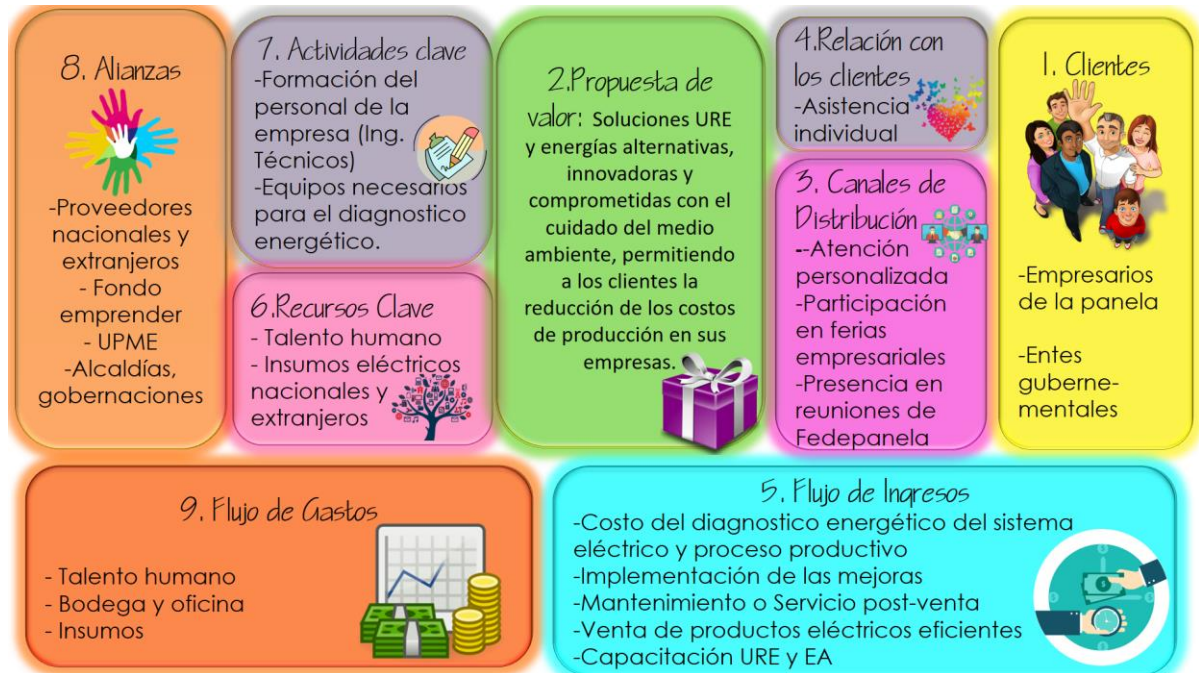 8. Alianzas
-Proveedores
nacionales y
extranjeros
- Fondo
emprender
- UPME
-Alcaldías,
gobernaciones
7. Actividades clave
-Formación del
personal de la
empresa (Ing.
Técnicos)
-Equipos necesarios
para el diagnostico
energético.
6.Recursos Clave
- Talento humano
- Insumos eléctricos
nacionales y
extranjeros
2.Propuesta de
valor: Soluciones URE
y energías alternativas,
innovadoras y
comprometidas con el
cuidado del medio
ambiente, permitiendo
a los clientes la
reducción de los costos
de producción en sus
empresas.
4.Relación con
los clientes
-Asistencia
individual
3. Canales de
Distribución
--Atención
personalizada
-Participación
en ferias
empresariales
-Presencia en
reuniones de
Fedepanela
1. Clientes
-Empresarios
de la panela
-Entes
guberne-
mentales
9. Flujo de Gastos
- Talento humano
- Bodega y oficina
- Insumos
5. Flujo de Ingresos
-Costo del diagnostico energético del sistema
eléctrico y proceso productivo
-Implementación de las mejoras
-Mantenimiento o Servicio post-venta
-Venta de productos eléctricos eficientes
-Capacitación URE y EA